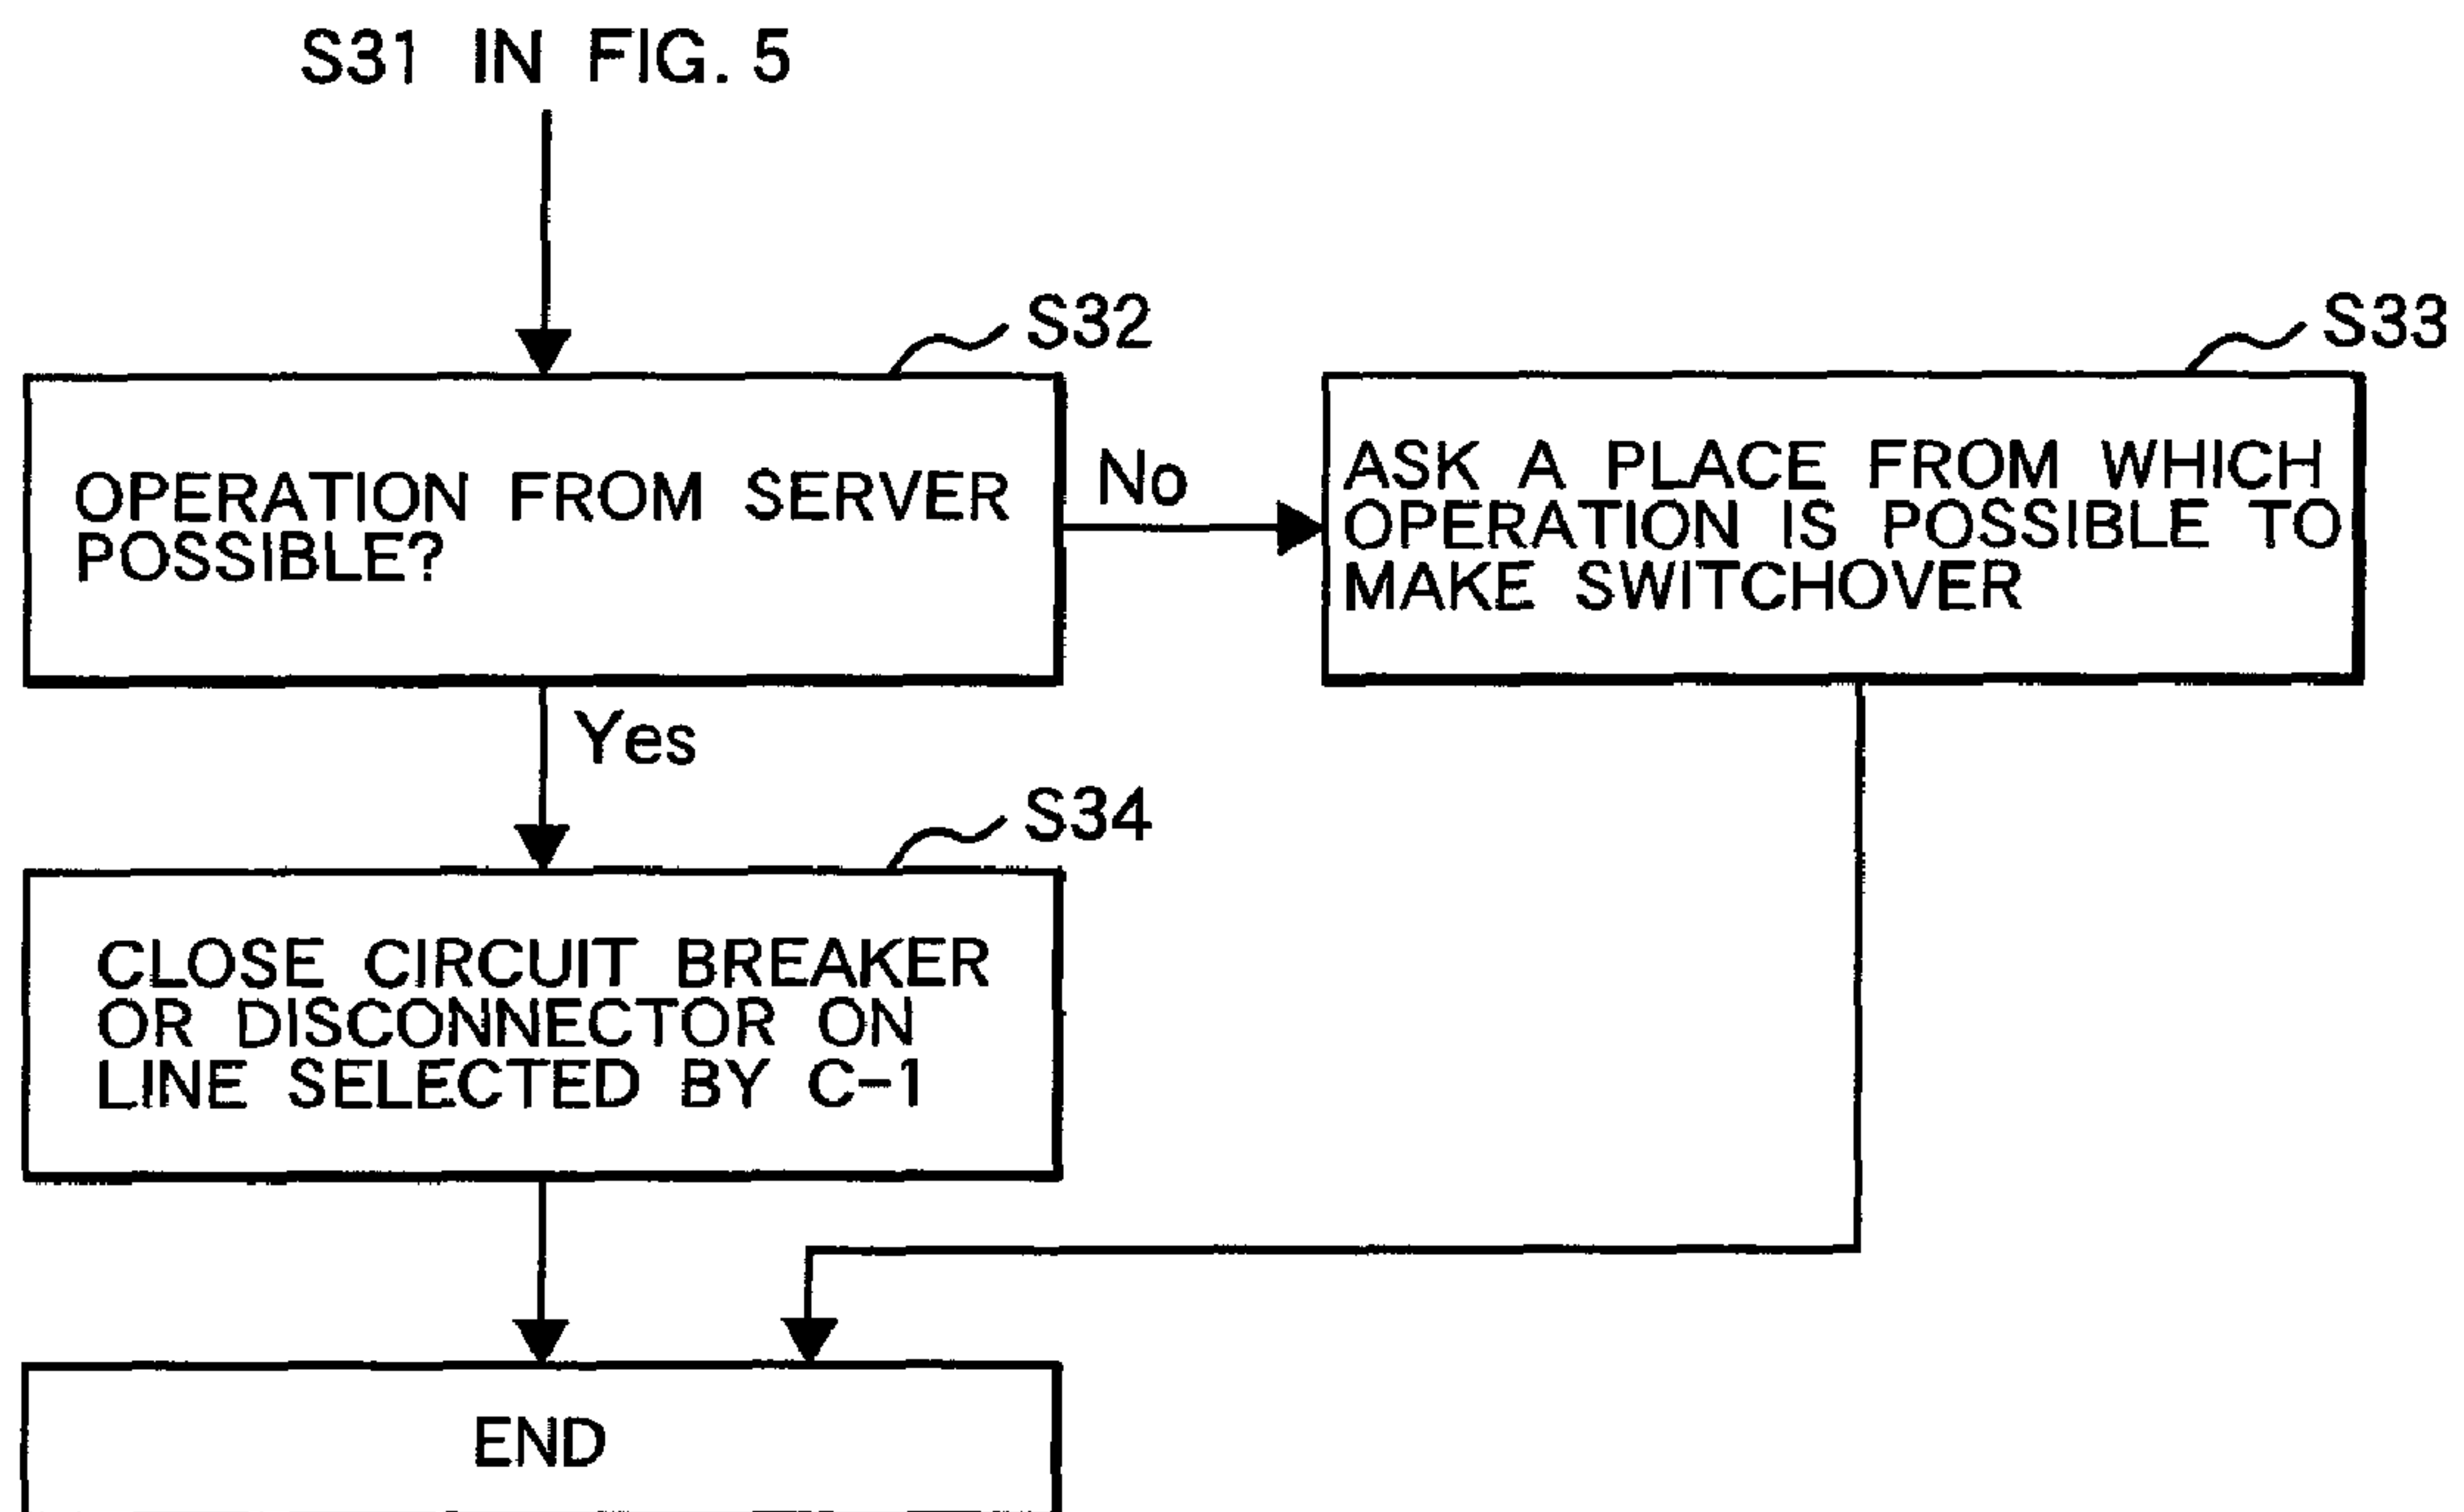 S31 IN FIG. 5
S32
S33
OPERATION FROM SERVER
POSSIBLE?
No
ASK A PLACE FROM WHICH
OPERATION IS POSSIBLE TO
MAKE SWITCHOVER
Yes
S34
CLOSE CIRCUIT BREAKER
OR DISCONNECTOR ON
LINE SELECTED BY C-1
END